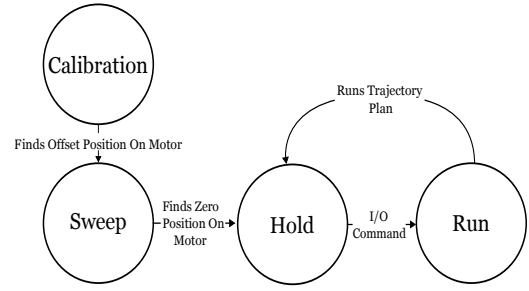 Calibration
Finds Offset Position On Motor
Sweep
Finds Zero
Position On
Motor
Hold
I/O
Command
Run
Runs Trajectory
Plan